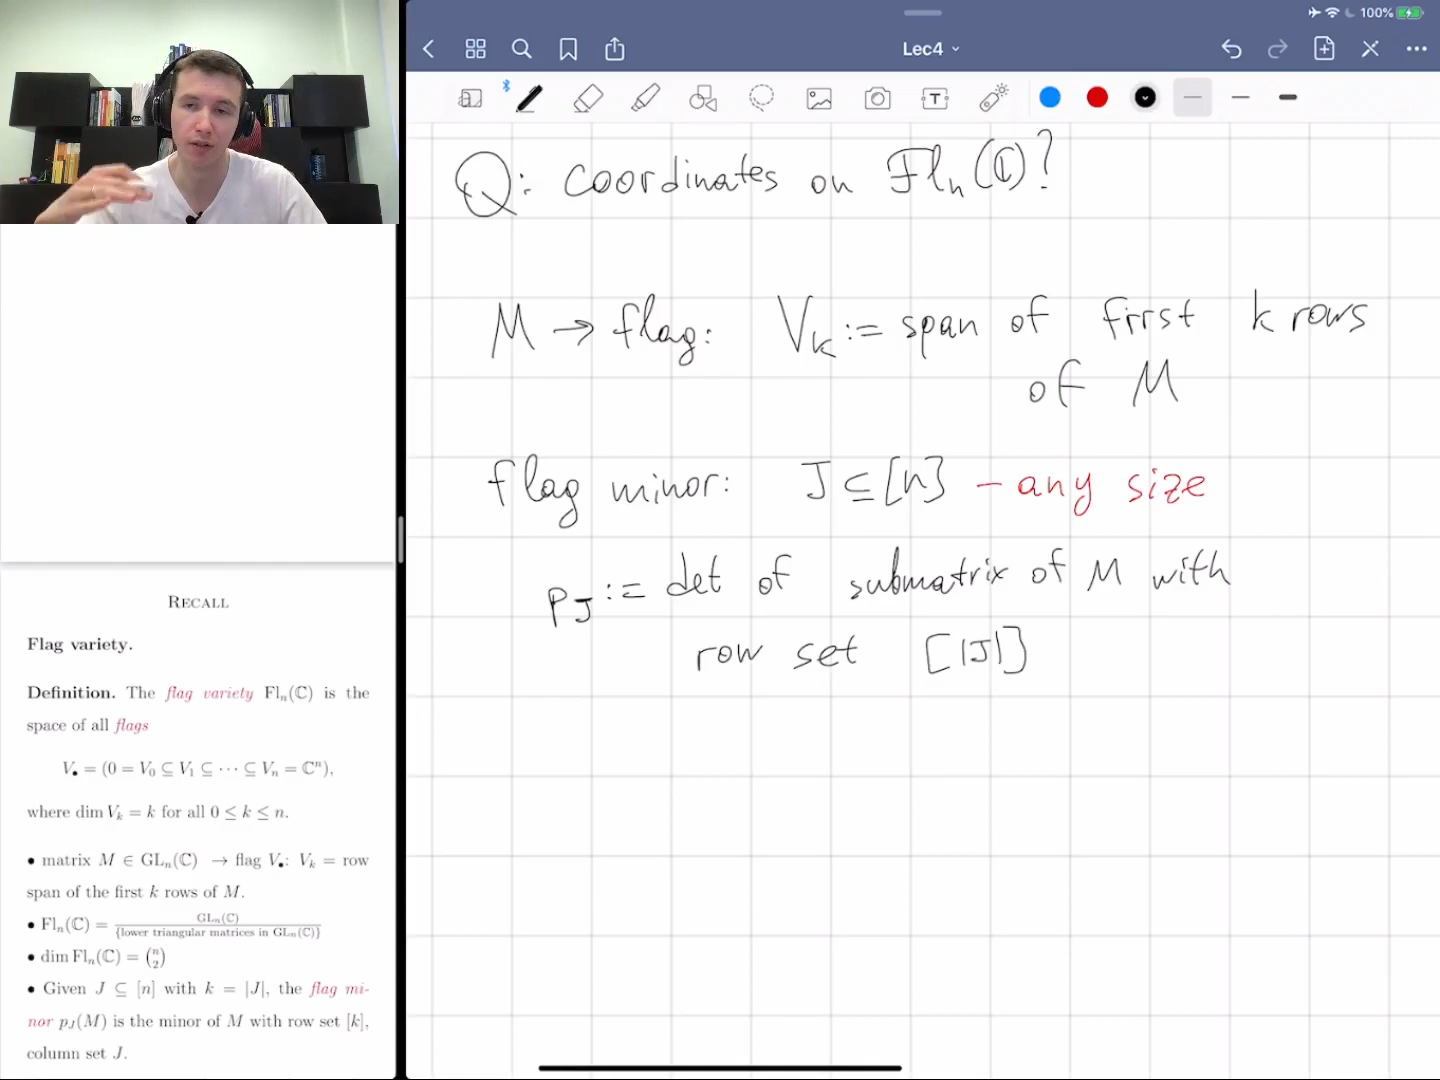 100%
Lec4
T
Q: coordinates on Fl_n(ℂ)?
M → flag: V_k := span of first k rows
of M
flag minor: J ⊆ [n] – any size
p_J := det of submatrix of M with
row set [|J|]
RECALL
Flag variety.
Definition. The flag variety Fl_n(ℂ) is the
space of all flags
V_• = (0 = V_0 ⊆ V_1 ⊆ ··· ⊆ V_n = ℂ^n),
where dim V_k = k for all 0 ≤ k ≤ n.
• matrix M ∈ GL_n(ℂ) → flag V_•: V_k = row
span of the first k rows of M.
• Fl_n(ℂ) = GL_n(ℂ) / {lower triangular matrices in GL_n(ℂ)}
• dim Fl_n(ℂ) = (n 2)
• Given J ⊆ [n] with k = |J|, the flag mi-
nor p_J(M) is the minor of M with row set [k],
column set J.